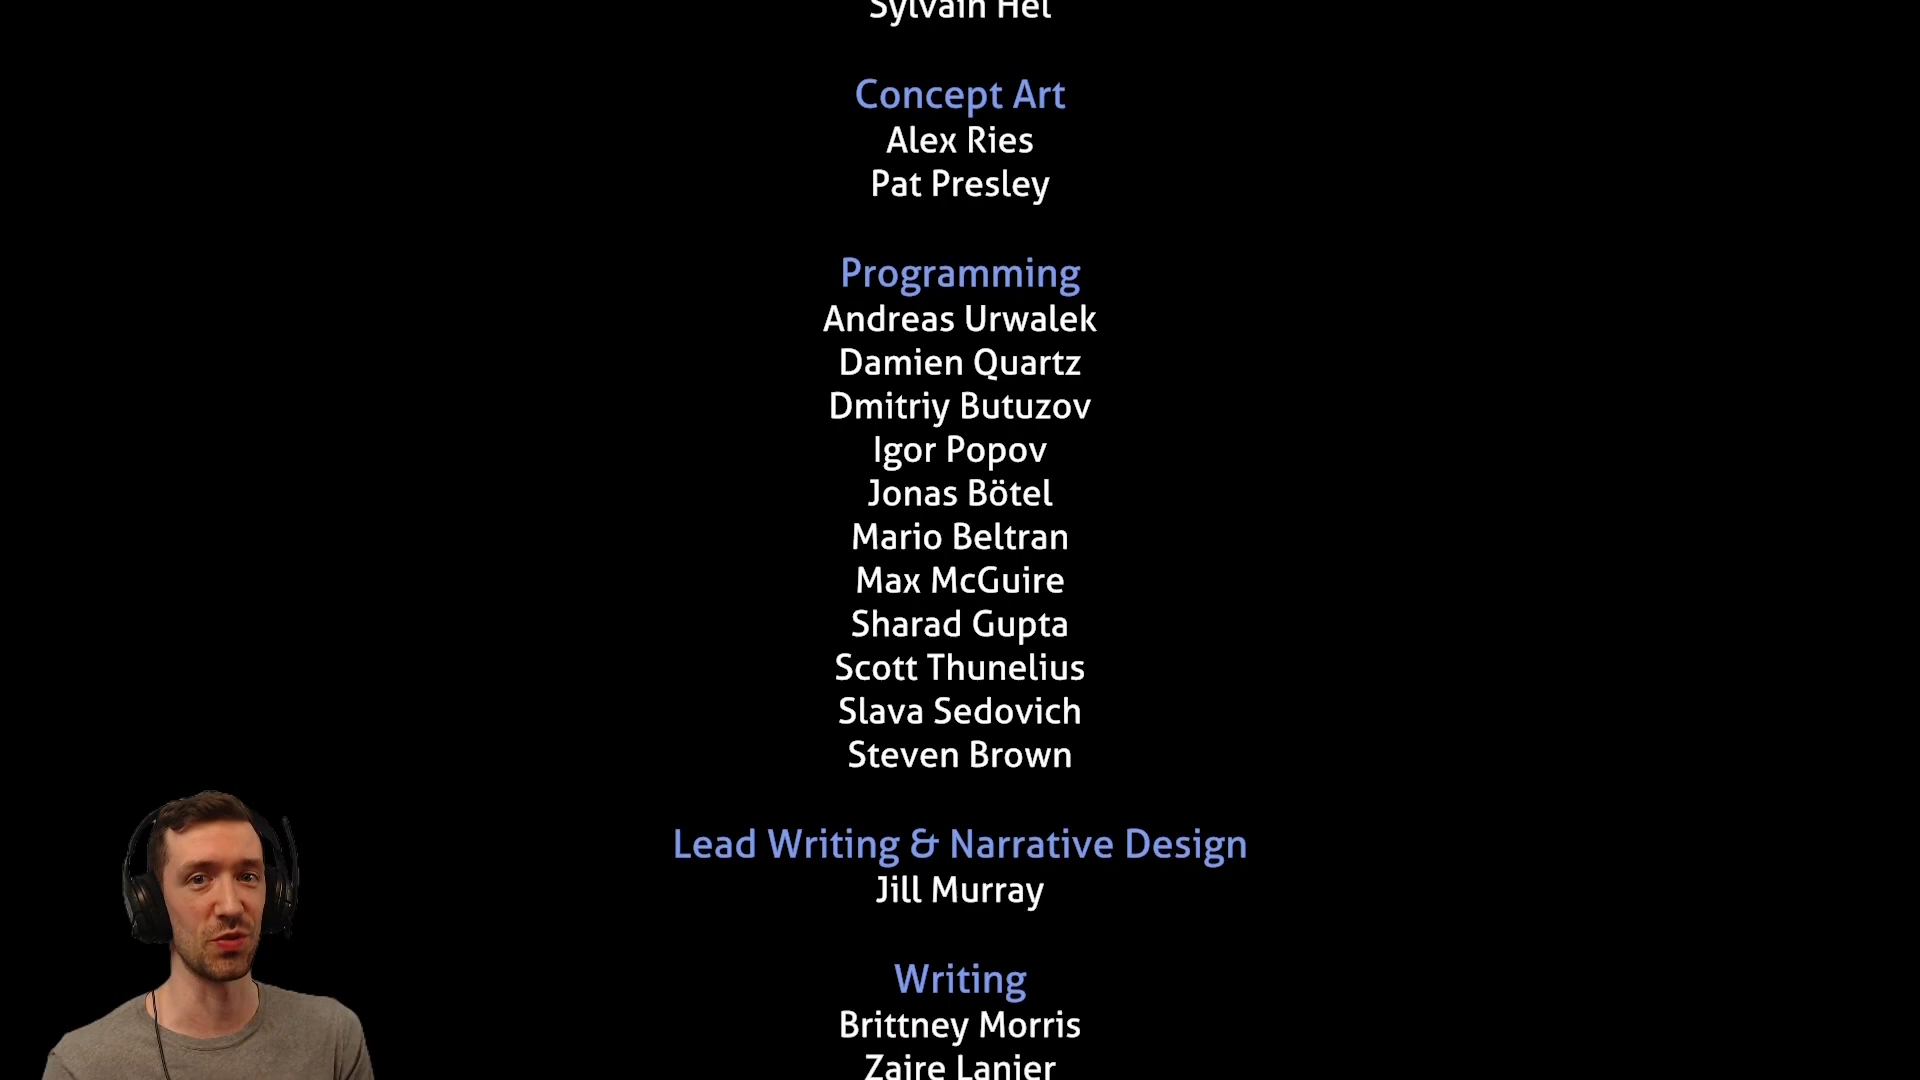 Sylvain Hel
Concept Art
Alex Ries
Pat Presley
Programming
Andreas Urwalek
Damien Quartz
Dmitriy Butuzov
Igor Popov
Jonas Bötel
Mario Beltran
Max McGuire
Sharad Gupta
Scott Thunelius
Slava Sedovich
Steven Brown
Lead Writing & Narrative Design
Jill Murray
Writing
Brittney Morris
Zaire Lanier